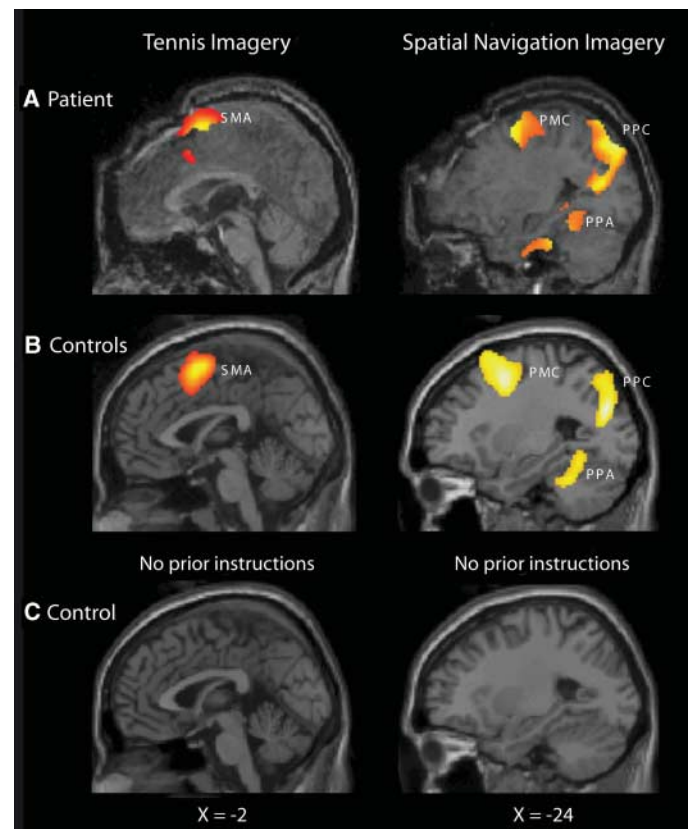 Tennis Imagery
Spatial Navigation Imagery
A Patient
SMA
PMC
PPC
PPA
B Controls
SMA
PMC
PPC
PPA
No prior instructions
No prior instructions
C Control
X = -2
X = -24